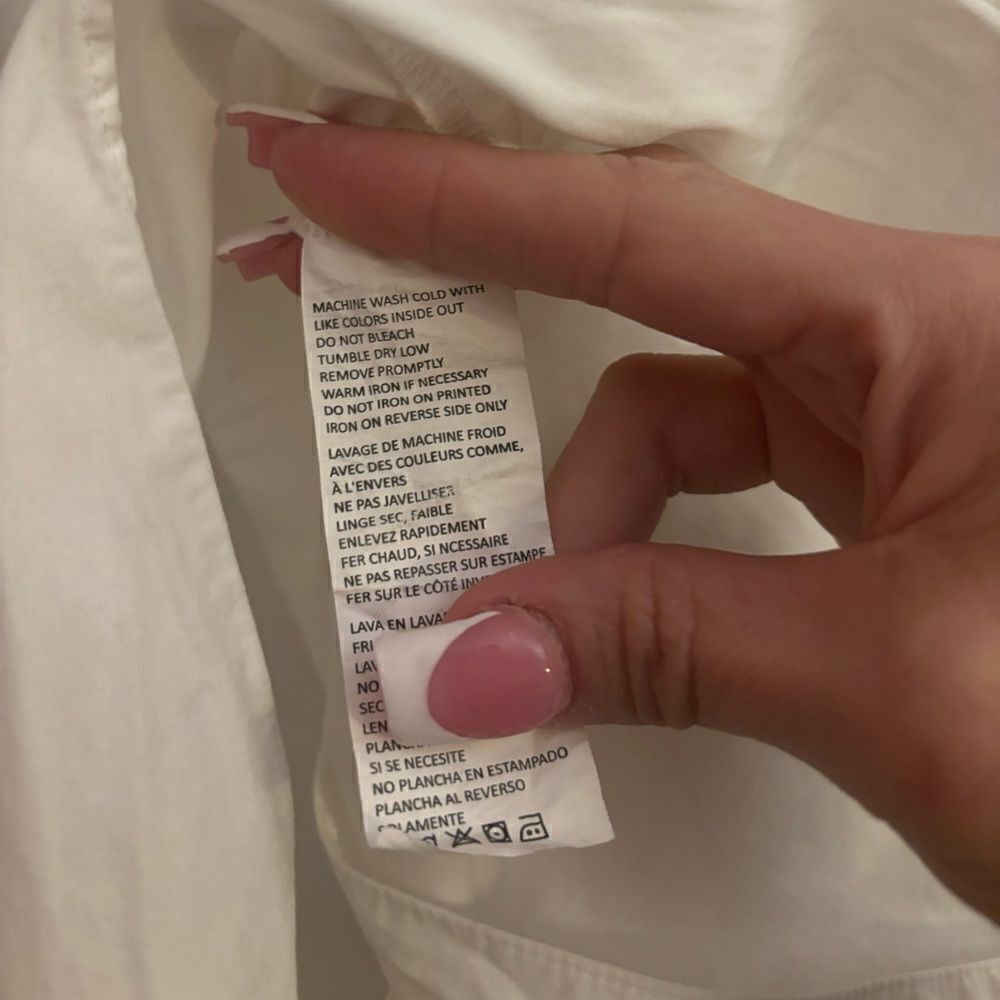 MACHINE WASH COLD WITH
LIKE COLORS INSIDE OUT
DO NOT BLEACH
TUMBLE DRY LOW
REMOVE PROMPTLY
WARM IRON IF NECESSARY
DO NOT IRON ON PRINTED
IRON ON REVERSE SIDE ONLY
LAVAGE DE MACHINE FROID
AVEC DES COULEURS COMME,
À L'ENVERS
NE PAS JAVELLISER
LINGE SEC, FAIBLE
ENLEVEZ RAPIDEMENT
FER CHAUD, SI NCESSAIRE
NE PAS REPASSER SUR ESTAMPE
FER SUR LE CÔTÉ
LAVA EN
NO
SI SE NECESITE
NO PLANCHA EN ESTAMPADO
PLANCHA AL REVERSO